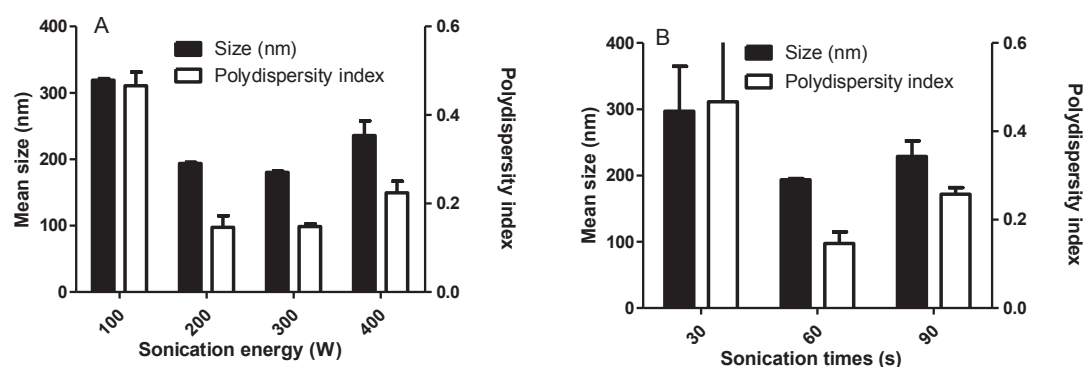 A
Size (nm)
Polydispersity index
400
300
200
100
0
Mean size (nm)
0.6
0.4
0.2
0.0
Polydispersity index
100
200
300
400
Sonication energy (W)
B
Size (nm)
Polydispersity index
400
300
200
100
0
Mean size (nm)
0.6
0.4
0.2
0.0
Polydispersity index
30
60
90
Sonication times (s)